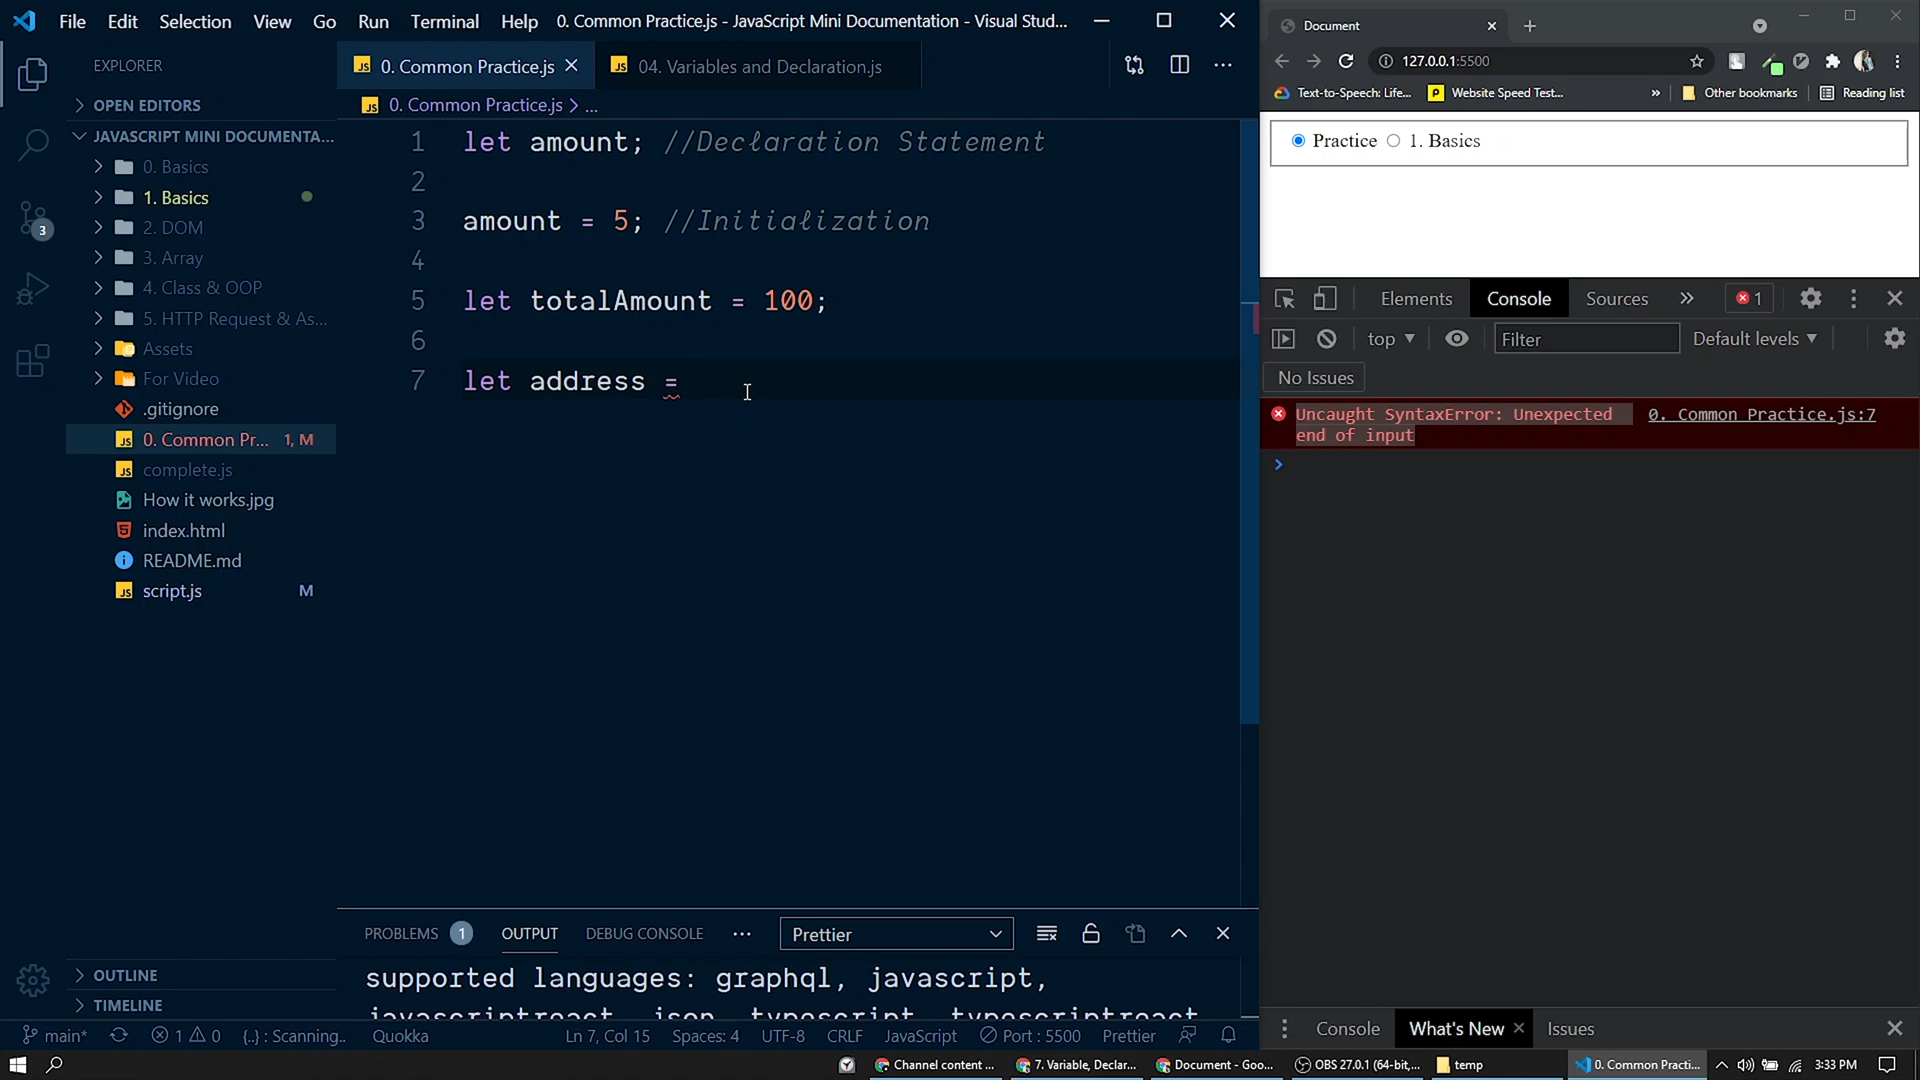 File Edit Selection View Go Run Terminal Help 0. Common Practice.js - JavaScript Mini Documentation - Visual Stud...
EXPLORER
OPEN EDITORS
JAVASCRIPT MINI DOCUMENTA...
0. Basics
1. Basics
2. DOM
3. Array
4. Class & OOP
5. HTTP Request & As...
Assets
For Video
.gitignore
0. Common Pr... 1, M
complete.js
How it works.jpg
index.html
README.md
script.js M
OUTLINE
TIMELINE
3
0. Common Practice.js 04. Variables and Declaration.js
0. Common Practice.js > ...
1 let amount; //Declaration Statement
2
3 amount = 5; //Initialization
4
5 let totalAmount = 100;
6
7 let address =
PROBLEMS 1 OUTPUT DEBUG CONSOLE ... Prettier
supported languages: graphql, javascript,
javascriptreact, json, typescript, typescriptreact
main* 1 0 {..} : Scanning.. Quokka Ln 7, Col 15 Spaces: 4 UTF-8 CRLF JavaScript Port : 5500 Prettier
Document
127.0.0.1:5500
Text-to-Speech: Life... Website Speed Test... » Other bookmarks Reading list
Practice 1. Basics
Elements Console Sources » 1
top Filter Default levels
No Issues
Uncaught SyntaxError: Unexpected 0. Common Practice.js:7
end of input
Console What's New Issues
Channel content ... 7. Variable, Declar... Document - Goo... OBS 27.0.1 (64-bit,... temp 0. Common Practi... 3:33 PM